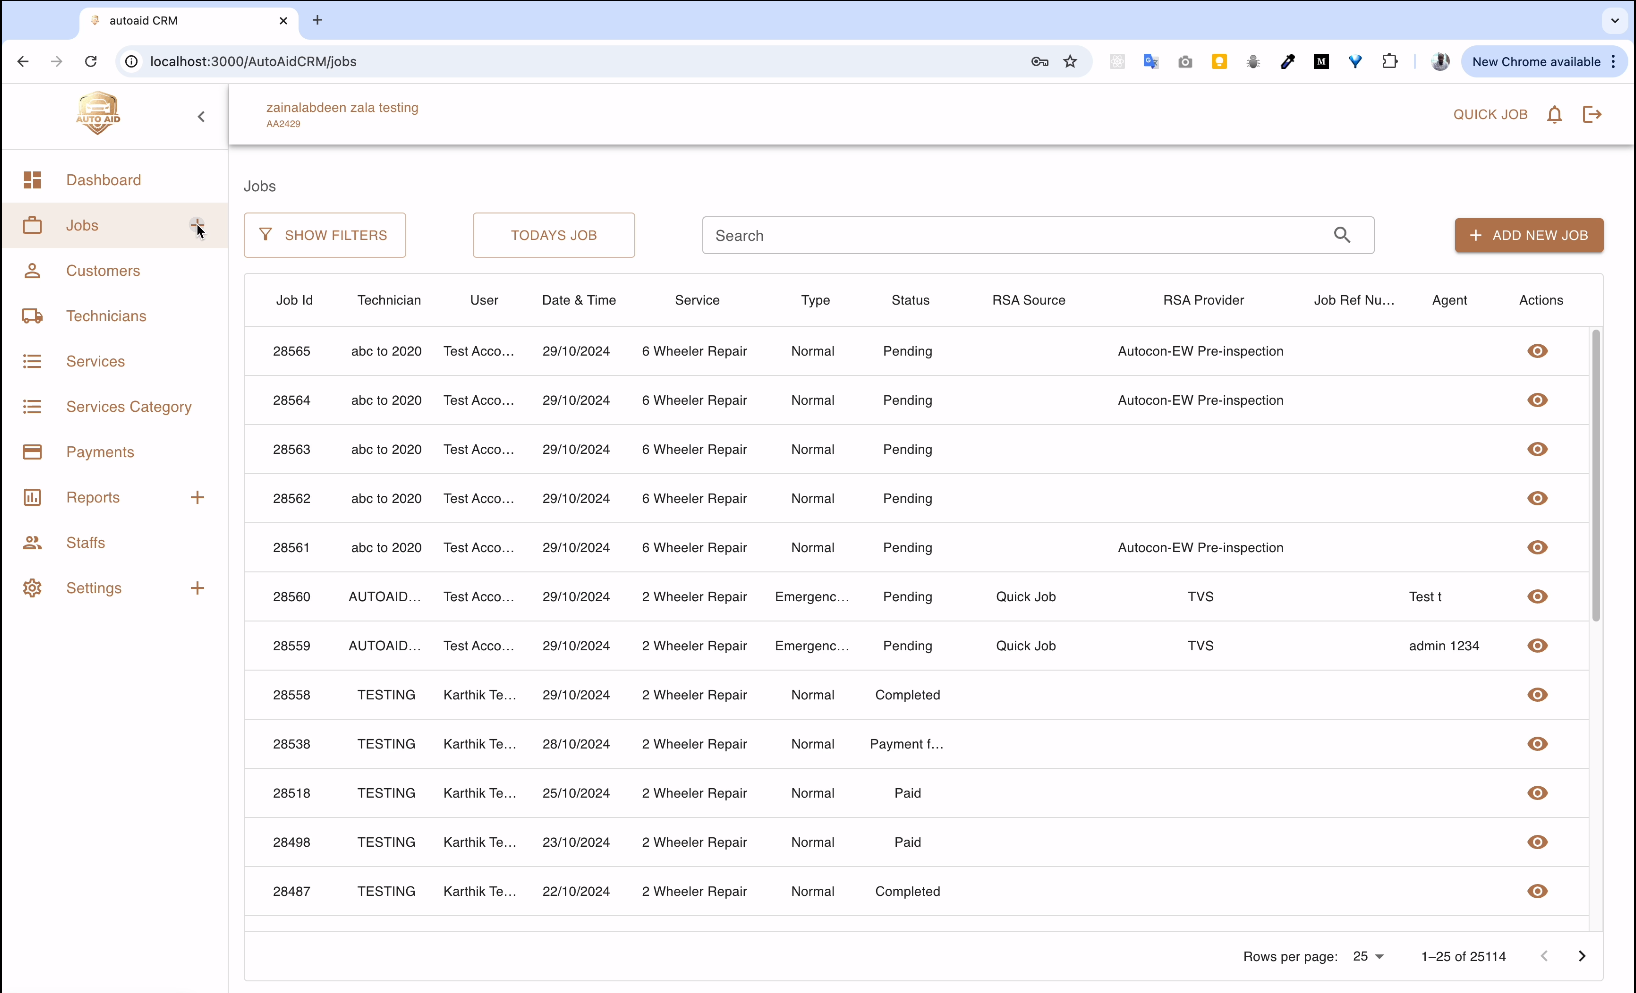 autoaid CRM
localhost:3000/AutoAidCRM/jobs
M
New Chrome available
AUTO AID
zainalabdeen zala testing
AA2429
QUICK JOB
Dashboard
Jobs
Customers
Technicians
Services
Services Category
Payments
Reports
Staffs
Settings
Jobs
SHOW FILTERS
TODAYS JOB
Search
ADD NEW JOB
Job Id Technician User Date & Time Service Type Status RSA Source RSA Provider Job Ref Nu... Agent Actions
28565 abc to 2020 Test Acco... 29/10/2024 6 Wheeler Repair Normal Pending Autocon-EW Pre-inspection
28564 abc to 2020 Test Acco... 29/10/2024 6 Wheeler Repair Normal Pending Autocon-EW Pre-inspection
28563 abc to 2020 Test Acco... 29/10/2024 6 Wheeler Repair Normal Pending
28562 abc to 2020 Test Acco... 29/10/2024 6 Wheeler Repair Normal Pending
28561 abc to 2020 Test Acco... 29/10/2024 6 Wheeler Repair Normal Pending Autocon-EW Pre-inspection
28560 AUTOAID... Test Acco... 29/10/2024 2 Wheeler Repair Emergenc... Pending Quick Job TVS Test t
28559 AUTOAID... Test Acco... 29/10/2024 2 Wheeler Repair Emergenc... Pending Quick Job TVS admin 1234
28558 TESTING Karthik Te... 29/10/2024 2 Wheeler Repair Normal Completed
28538 TESTING Karthik Te... 28/10/2024 2 Wheeler Repair Normal Payment f...
28518 TESTING Karthik Te... 25/10/2024 2 Wheeler Repair Normal Paid
28498 TESTING Karthik Te... 23/10/2024 2 Wheeler Repair Normal Paid
28487 TESTING Karthik Te... 22/10/2024 2 Wheeler Repair Normal Completed
Rows per page: 25 1–25 of 25114